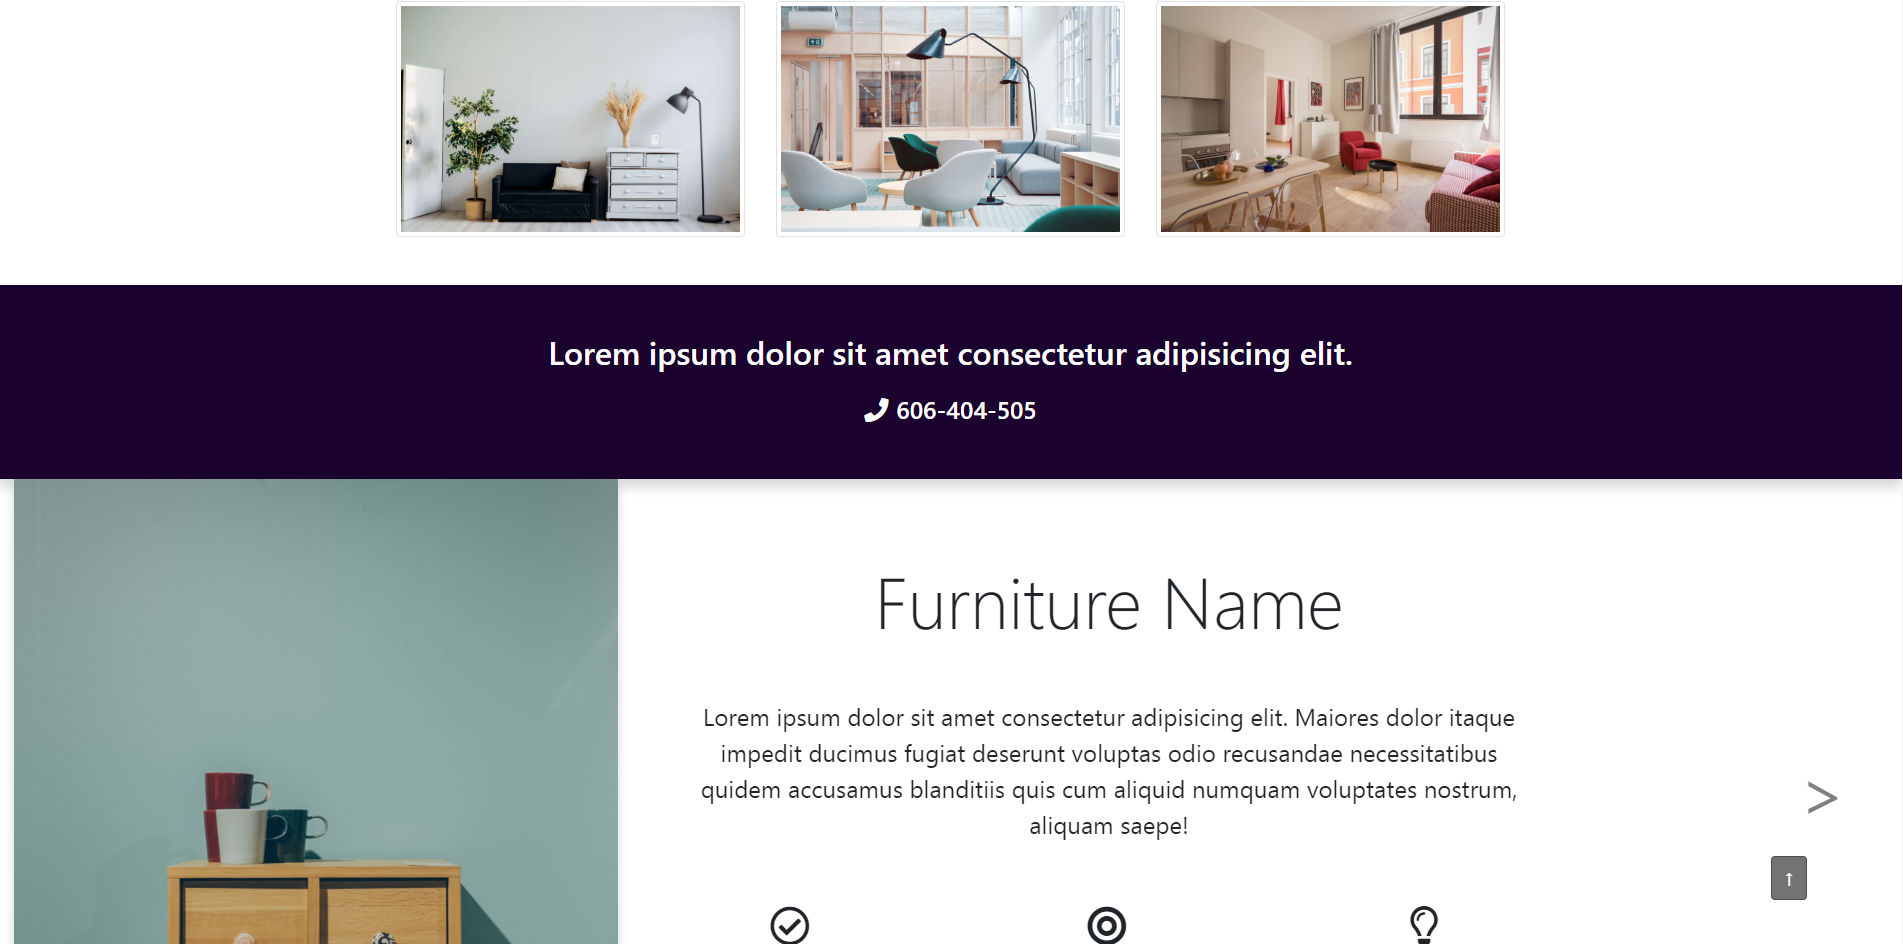 Lorem ipsum dolor sit amet consectetur adipisicing elit.
606-404-505
Furniture Name
Lorem ipsum dolor sit amet consectetur adipisicing elit. Maiores dolor itaque
impedit ducimus fugiat deserunt voluptas odio recusandae necessitatibus
quidem accusamus blanditiis quis cum aliquid numquam voluptates nostrum,
aliquam saepe!
>
↑